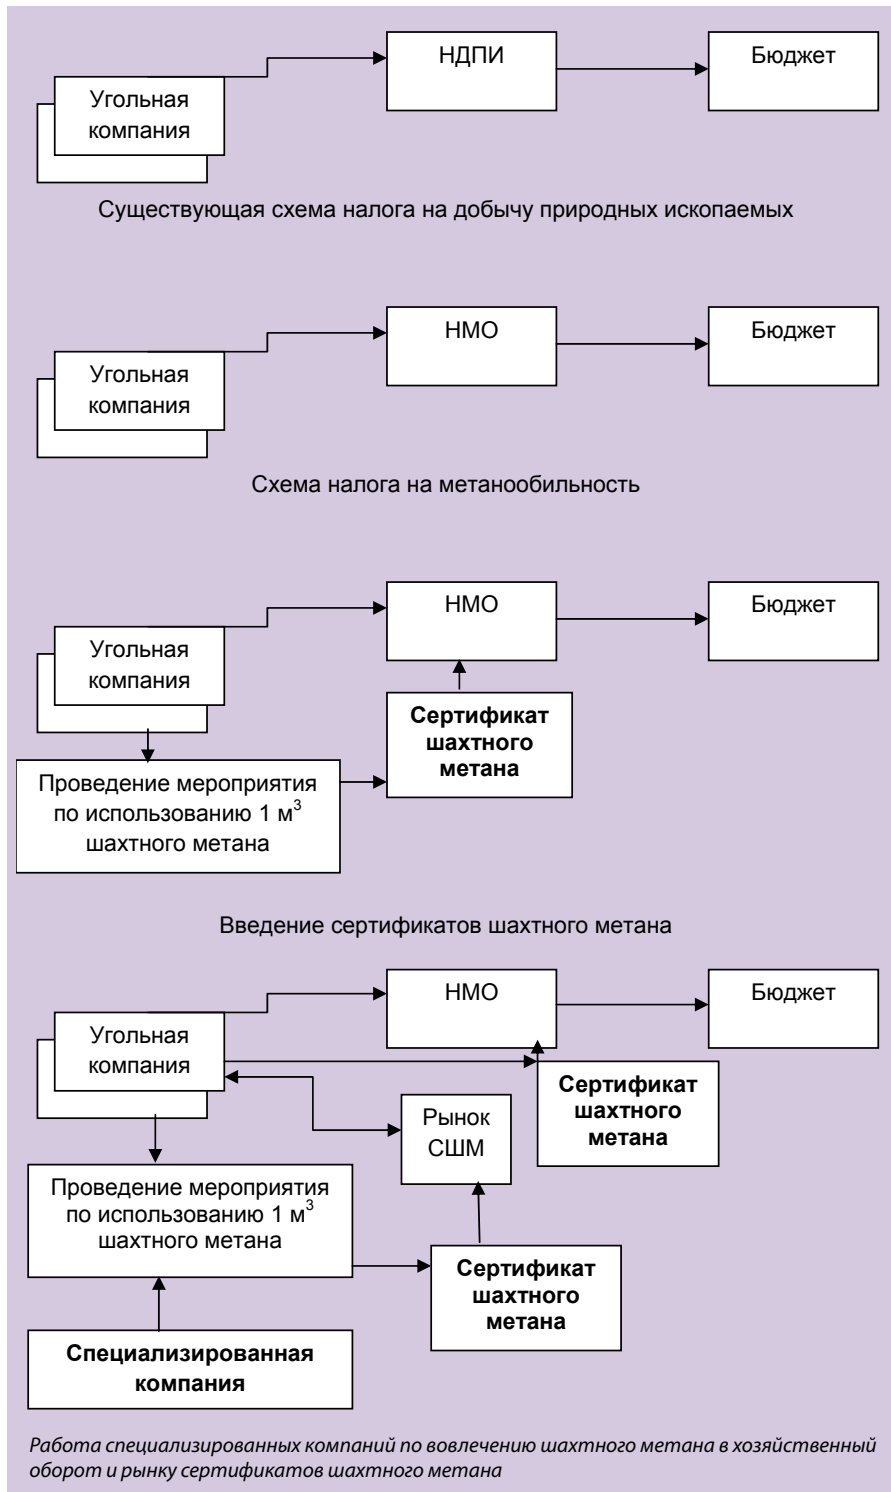 НДПИ
Бюджет
Угольная
компания
Существующая схема налога на добычу природных ископаемых
НМО
Бюджет
Угольная
компания
Схема налога на метанообильность
НМО
Бюджет
Угольная
компания
Сертификат
шахтного
метана
Проведение мероприятия
по использованию 1 м³
шахтного метана
Введение сертификатов шахтного метана
НМО
Бюджет
Угольная
компания
Сертификат
шахтного
метана
Рынок
СШМ
Проведение мероприятия
по использованию 1 м³
шахтного метана
Сертификат
шахтного
метана
Специализированная
компания
Работа специализированных компаний по вовлечению шахтного метана в хозяйственный
оборот и рынку сертификатов шахтного метана